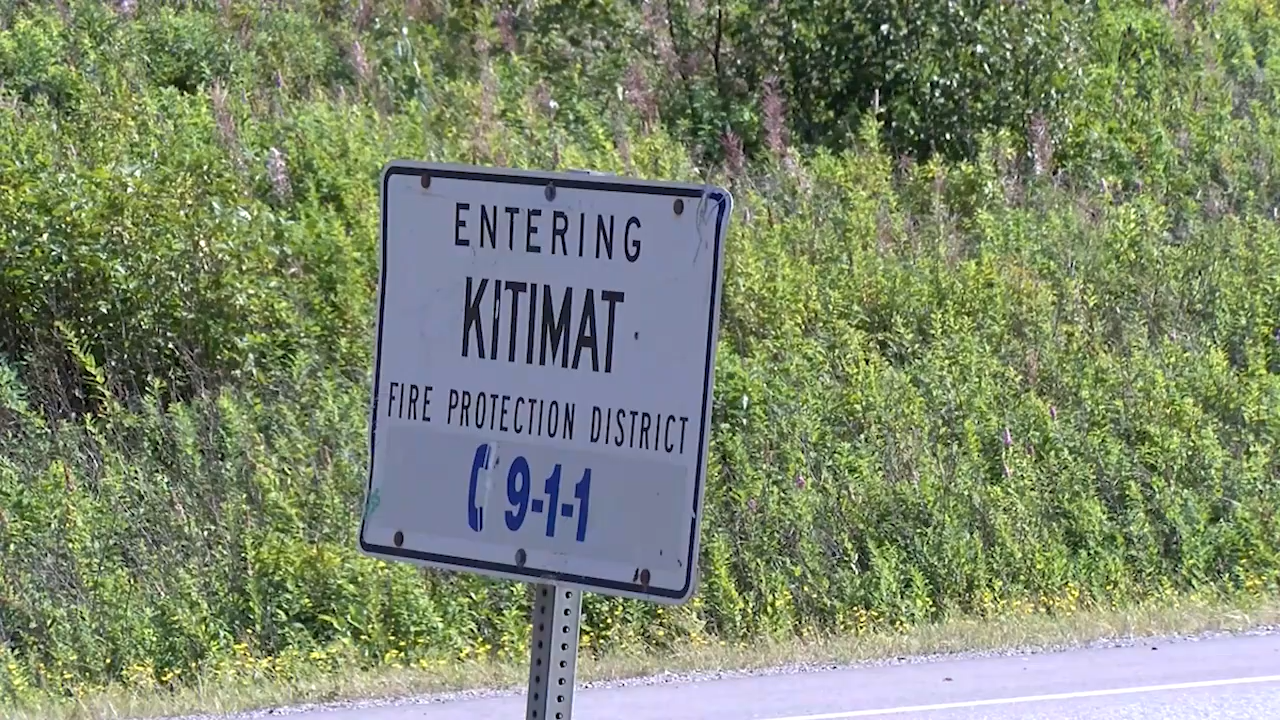 ENTERING
KITIMAT
FIRE PROTECTION DISTRICT
9-1-1